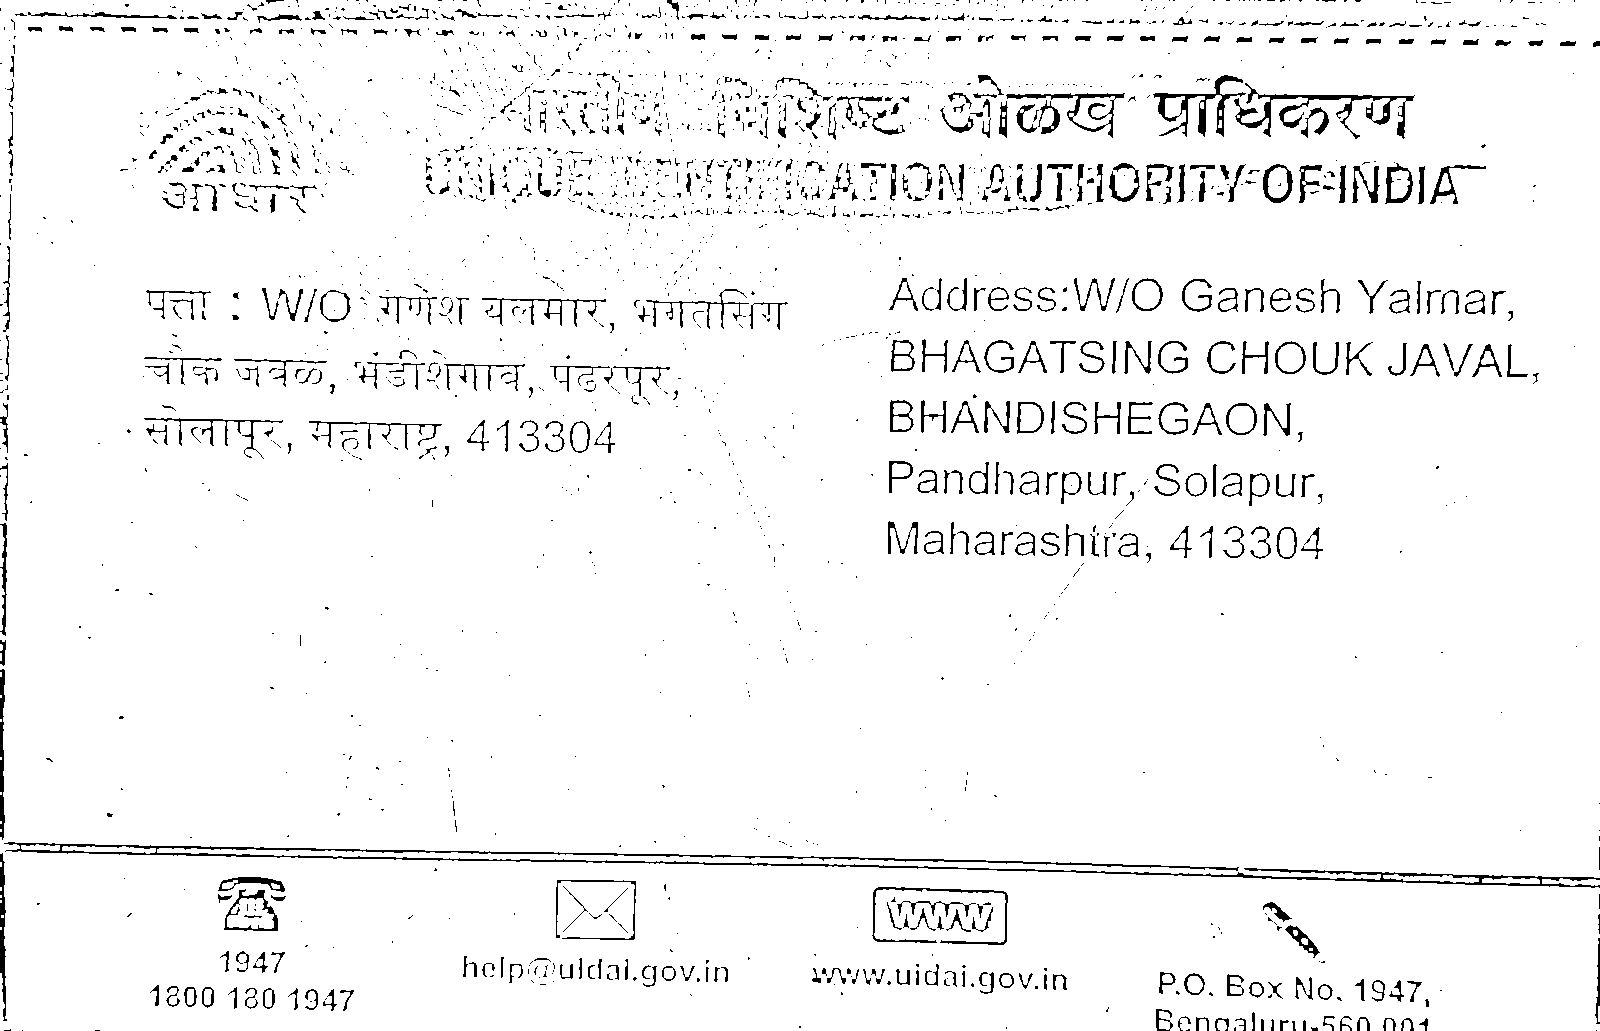 भारतीय विशिष्ट ओळख प्राधिकरण
आधार
UNIQUE IDENTIFICATION AUTHORITY OF INDIA
पत्ता : W/O गणेश यलमार, भगतसिंग
चौक जवळ, भंडीशेगाव, पंढरपूर,
सोलापूर, महाराष्ट्र, 413304
Address:W/O Ganesh Yalmar,
BHAGATSING CHOUK JAVAL,
BHANDISHEGAON,
Pandharpur, Solapur,
Maharashtra, 413304
1947
1800 180 1947
help@uidai.gov.in
www
www.uidai.gov.in
P.O. Box No. 1947,
Bengaluru-560 001